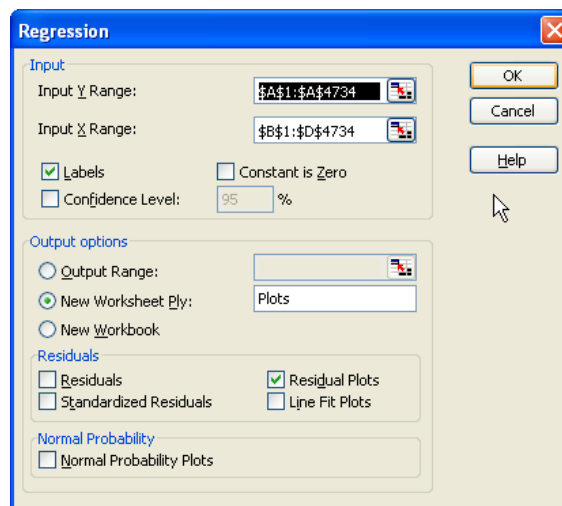 Regression
Input
Input Y Range:
$A$1:$A$4734
Input X Range:
$B$1:$D$4734
Labels
Constant is Zero
Confidence Level:
95
%
OK
Cancel
Help
Output options
Output Range:
New Worksheet Ply:
Plots
New Workbook
Residuals
Residuals
Residual Plots
Standardized Residuals
Line Fit Plots
Normal Probability
Normal Probability Plots